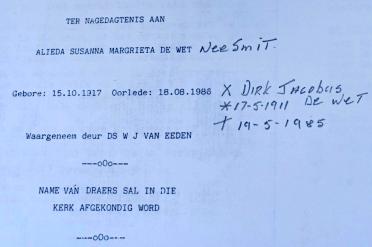 TER NAGEDAGTENIS AAN
ALIEDA SUSANNA MARGRIETA DE WET Nee Smit.
Gebore: 15.10.1917 Oorlede: 18.08.1986 X DIRK JACOBUS DE WET
*17-5-1911
† 19-5-1985
Waargeneem deur DS W J VAN EEDEN
---oOo---
NAME VAN DRAERS SAL IN DIE
KERK AFGEKONDIG WORD
---oOo---